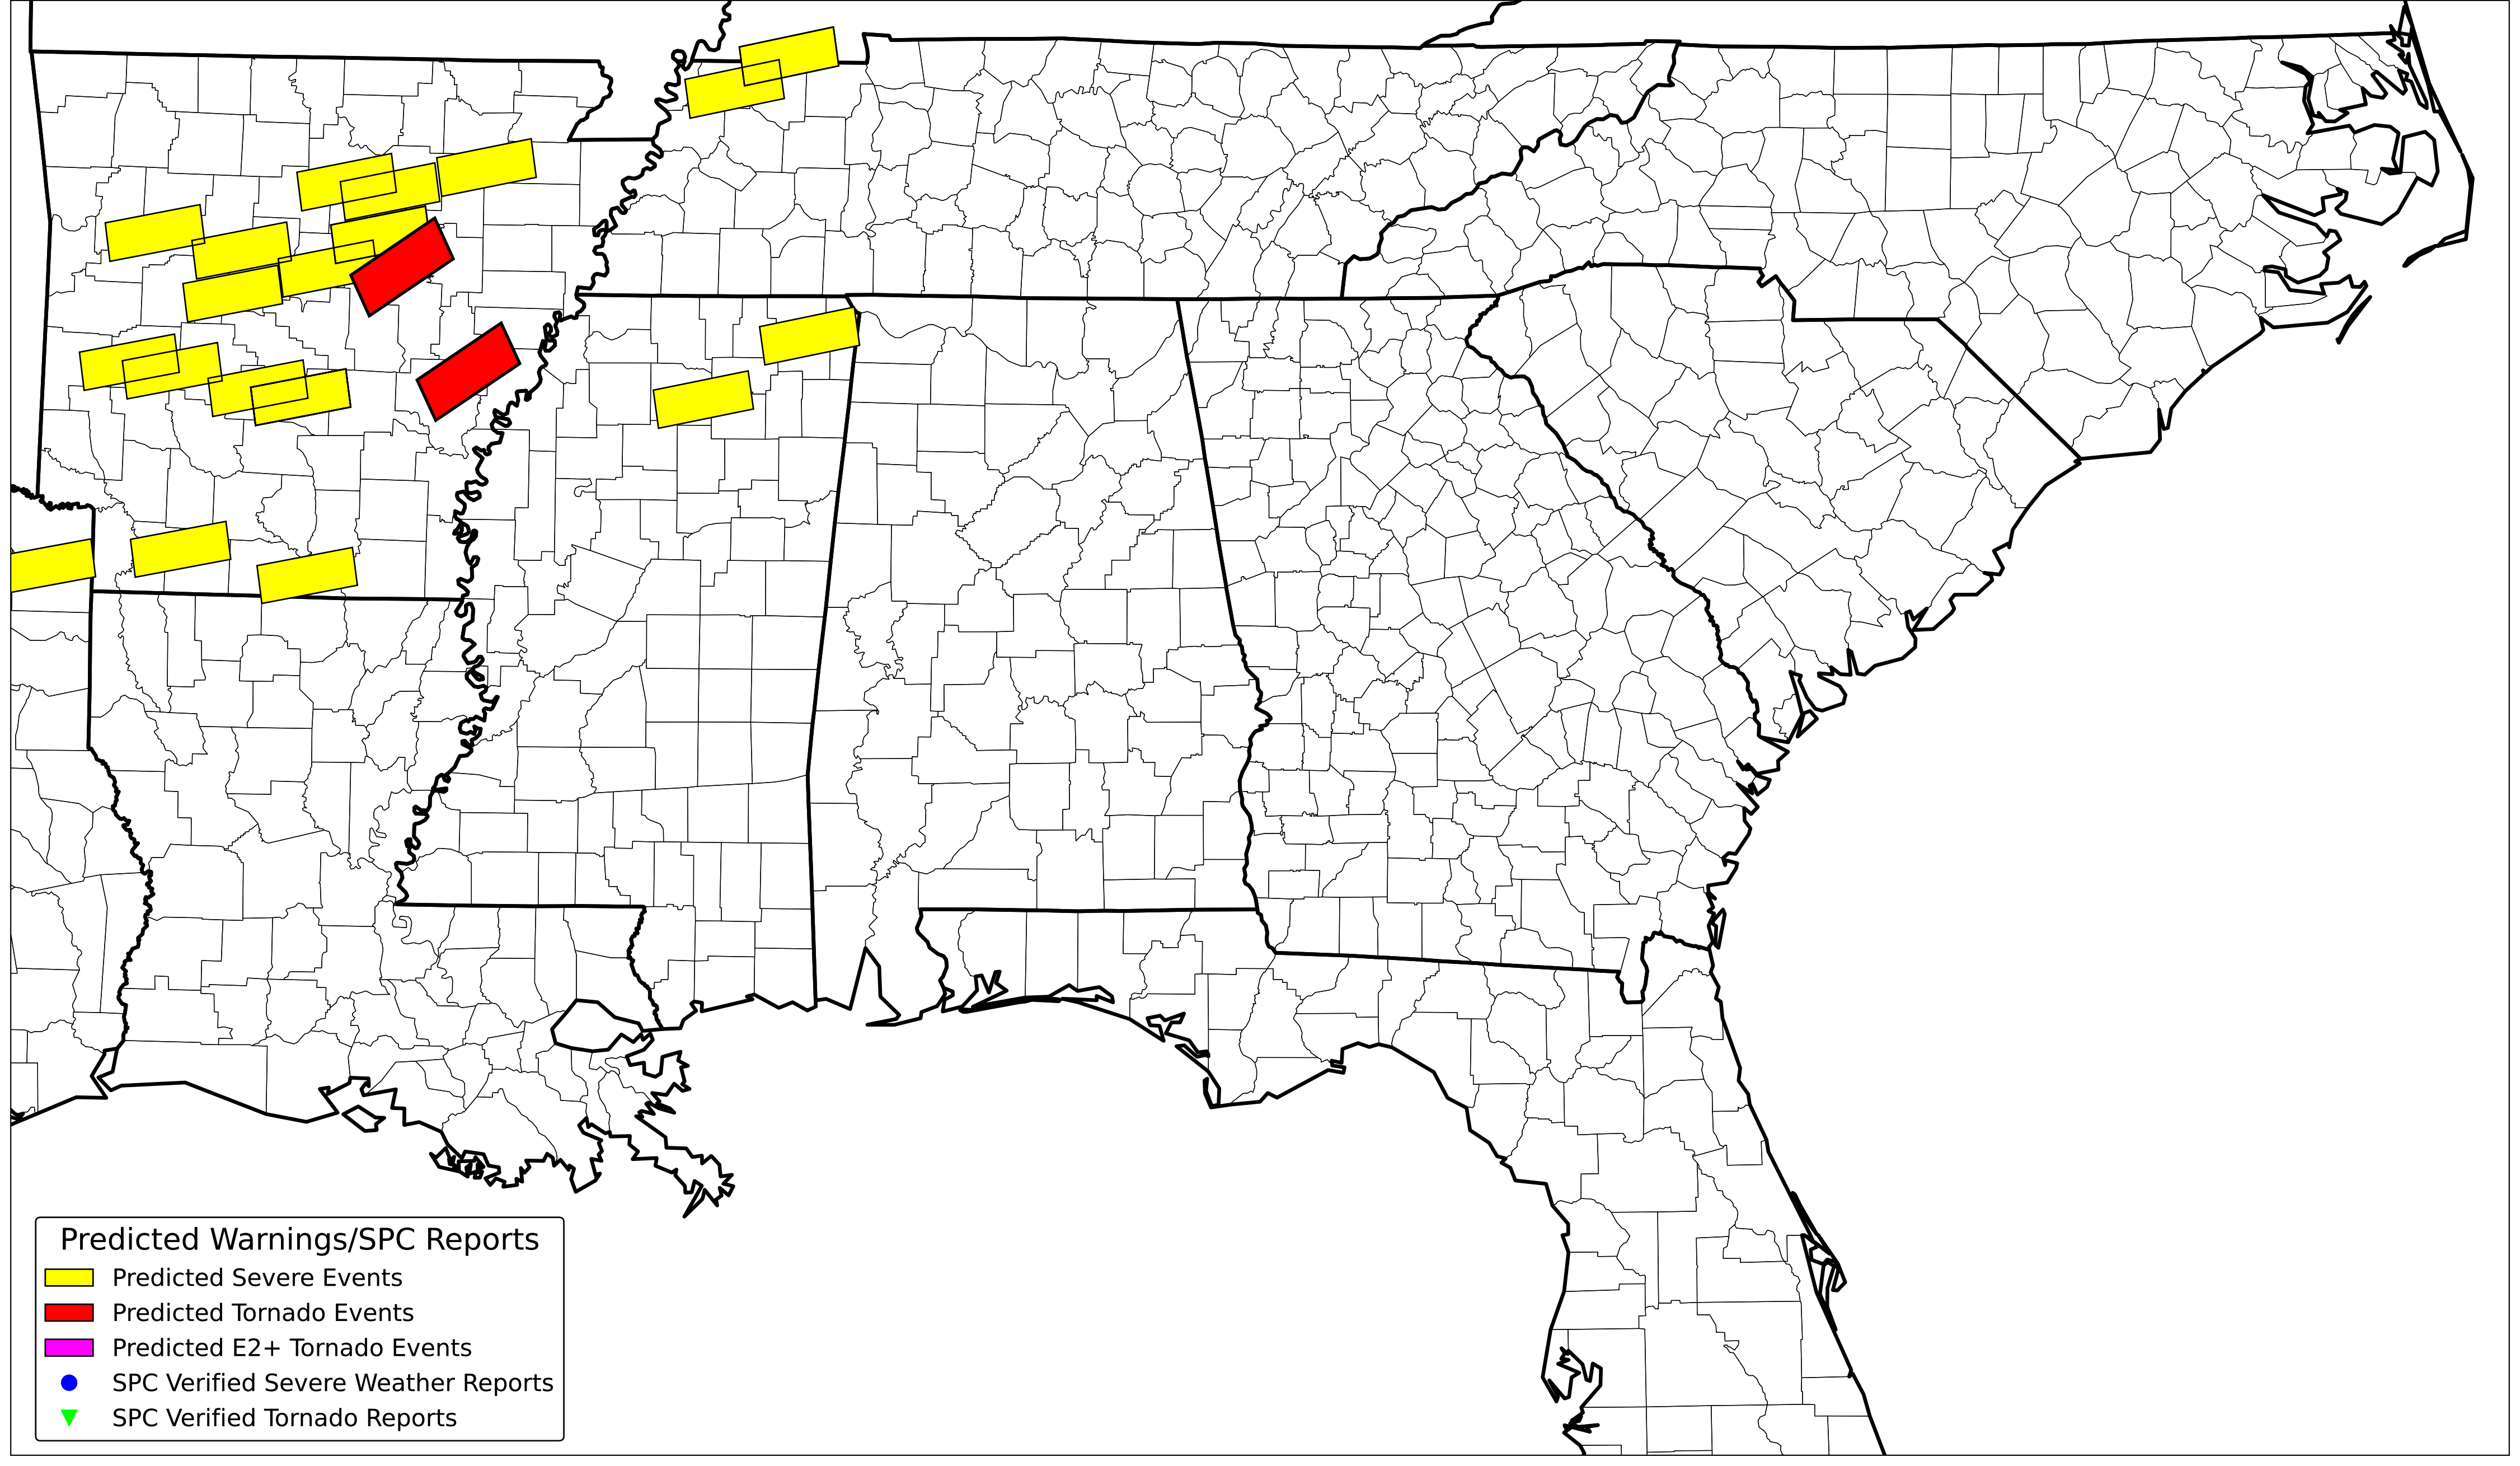 Predicted Warnings/SPC Reports
Predicted Severe Events
Predicted Tornado Events
Predicted E2+ Tornado Events
SPC Verified Severe Weather Reports
SPC Verified Tornado Reports